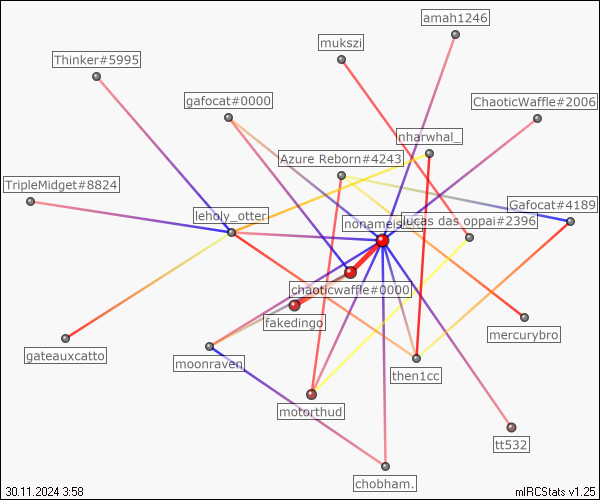 amah1246
mukszi
Thinker#5995
gafocat#0000
ChaoticWaffle#2006
nharwhal_
Azure Reborn#4243
TripleMidget#8824
Gafocat#4189
leholy_otter
lucas das oppai#2396
chaoticwaffle#0000
fakedingo
mercurybro
gateauxcatto
moonraven
then1cc
motorthud
tt532
chobham.
30.11.2024 3:58
mIRCStats v1.25